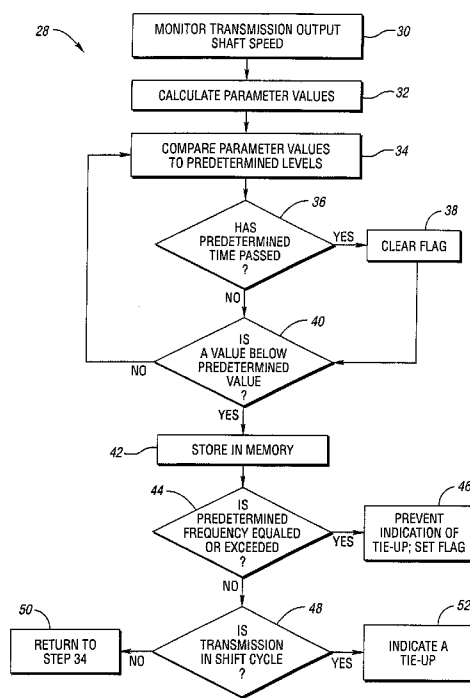 28
MONITOR TRANSMISSION OUTPUT
SHAFT SPEED
30
CALCULATE PARAMETER VALUES
32
COMPARE PARAMETER VALUES
TO PREDETERMINED LEVELS
34
36
HAS
PREDETERMINED
TIME PASSED
?
YES
38
CLEAR FLAG
NO
40
IS
A VALUE BELOW
PREDETERMINED
VALUE
?
NO
YES
42
STORE IN MEMORY
44
IS
PREDETERMINED
FREQUENCY EQUALED
OR EXCEEDED
?
YES
46
PREVENT
INDICATION OF
TIE-UP; SET FLAG
NO
48
IS
TRANSMISSION
IN SHIFT CYCLE
?
NO
50
RETURN TO
STEP 34
YES
52
INDICATE A
TIE-UP